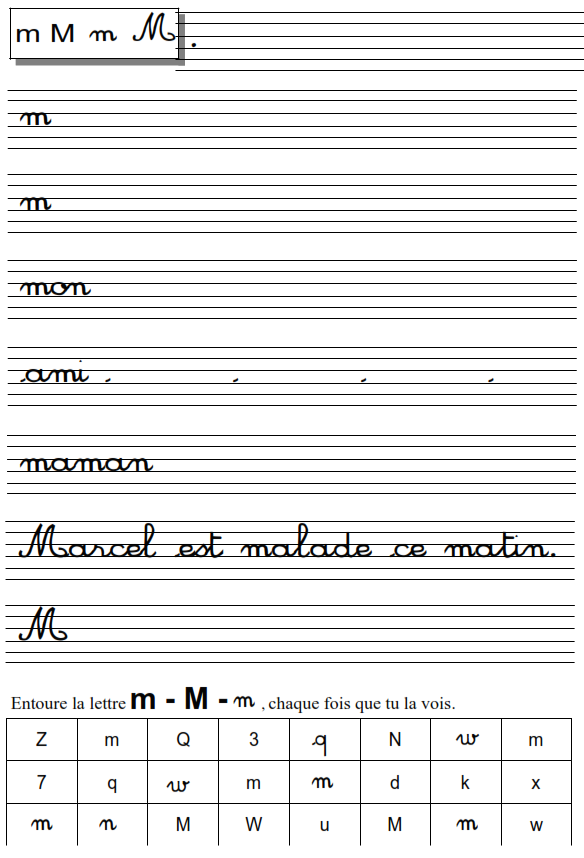 m M m M .
m
m
mon
ami
maman
Marcel est malade ce matin.
M
Entoure la lettre m - M - m , chaque fois que tu la vois.
Z m Q 3 q N w m
7 q w m m d k x
m n M W u M m w